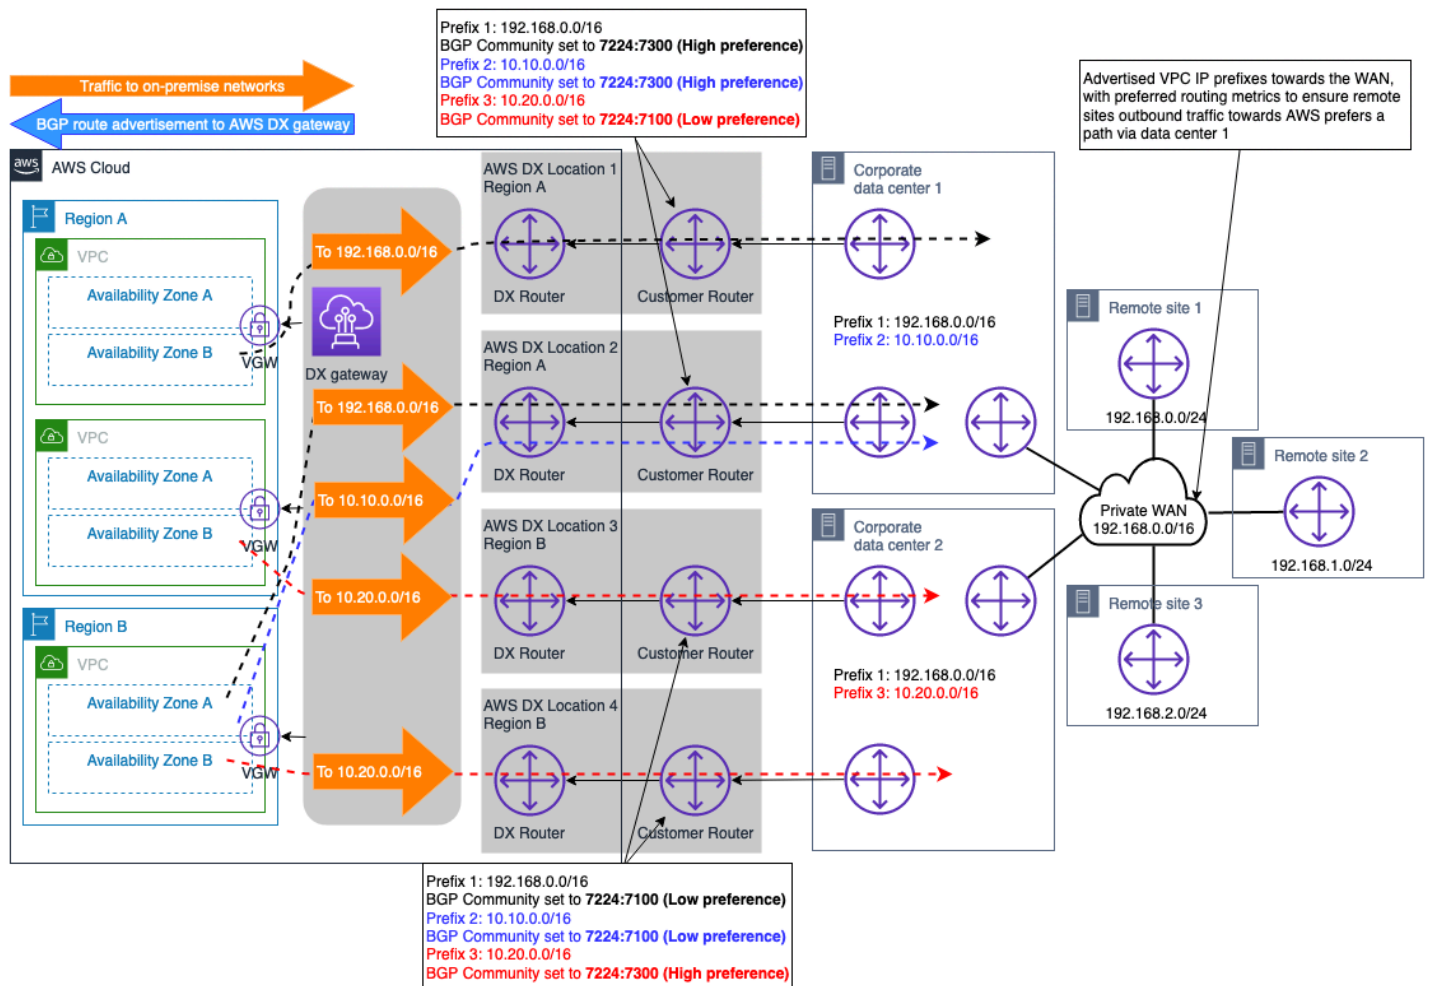 Prefix 1: 192.168.0.0/16
BGP Community set to 7224:7300 (High preference)
Prefix 2: 10.10.0.0/16
BGP Community set to 7224:7300 (High preference)
Prefix 3: 10.20.0.0/16
BGP Community set to 7224:7100 (Low preference)
Traffic to on-premise networks
BGP route advertisement to AWS DX gateway
Advertised VPC IP prefixes towards the WAN,
with preferred routing metrics to ensure remote
sites outbound traffic towards AWS prefers a
path via data center 1
aws
AWS Cloud
Region A
VPC
Availability Zone A
Availability Zone B
VGW
VPC
Availability Zone A
Availability Zone B
VGW
Region B
VPC
Availability Zone A
Availability Zone B
VGW
To 192.168.0.0/16
DX gateway
To 192.168.0.0/16
To 10.10.0.0/16
To 10.20.0.0/16
To 10.20.0.0/16
AWS DX Location 1
Region A
DX Router
Customer Router
AWS DX Location 2
Region A
DX Router
Customer Router
AWS DX Location 3
Region B
DX Router
Customer Router
AWS DX Location 4
Region B
DX Router
Customer Router
Corporate
data center 1
Prefix 1: 192.168.0.0/16
Prefix 2: 10.10.0.0/16
Corporate
data center 2
Prefix 1: 192.168.0.0/16
Prefix 3: 10.20.0.0/16
Remote site 1
192.168.0.0/24
Private WAN
192.168.0.0/16
Remote site 2
192.168.1.0/24
Remote site 3
192.168.2.0/24
Prefix 1: 192.168.0.0/16
BGP Community set to 7224:7100 (Low preference)
Prefix 2: 10.10.0.0/16
BGP Community set to 7224:7100 (Low preference)
Prefix 3: 10.20.0.0/16
BGP Community set to 7224:7300 (High preference)